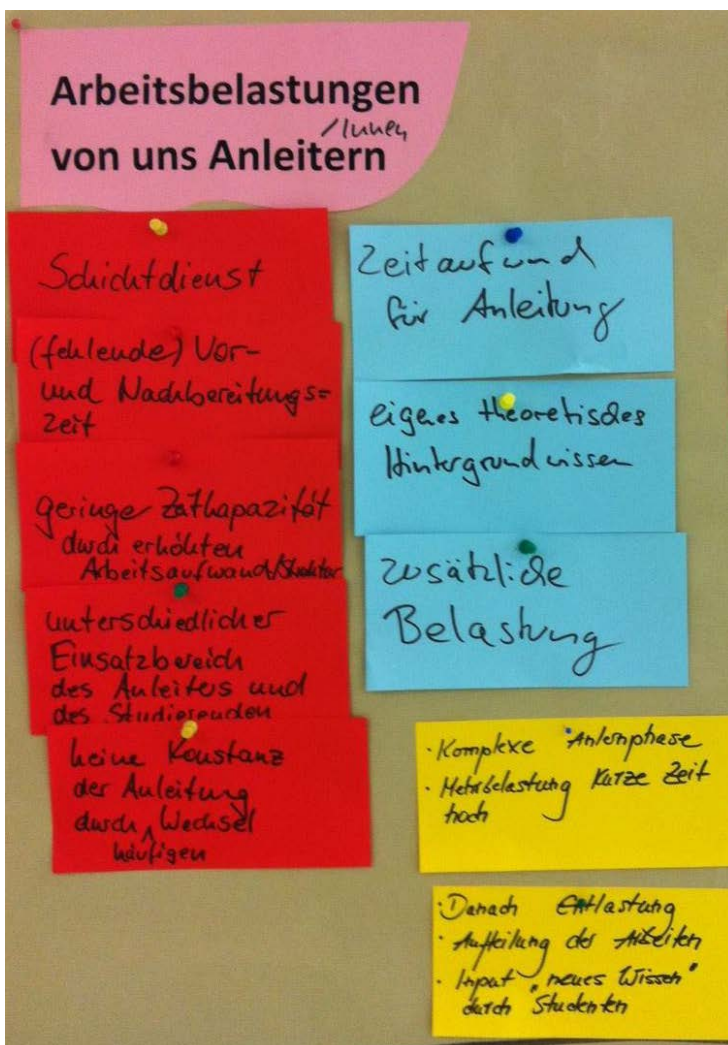 Arbeitsbelastungen
/Innen
von uns Anleitern
Schichtdienst
(fehlende) Vor-
und Nachbereitungs=
zeit
geringe Zeitkapazität
durch erhöhten
Arbeitsaufwand/Struktur
unterschiedlicher
Einsatzbereich
des Anleiters und
des Studierenden
keine Konstanz
der Anleitung
durch ^ Wechsel
häufigen
Zeitaufwand
für Anleitung
eigenes theoretisches
Hintergrundwissen
zusätzliche
Belastung
· Komplexe Anlernphase
· Mehrbelastung kurze Zeit
hoch
· Danach Entlastung
· Aufteilung der Arbeiten
· Input „neues Wissen"
durch Studenten